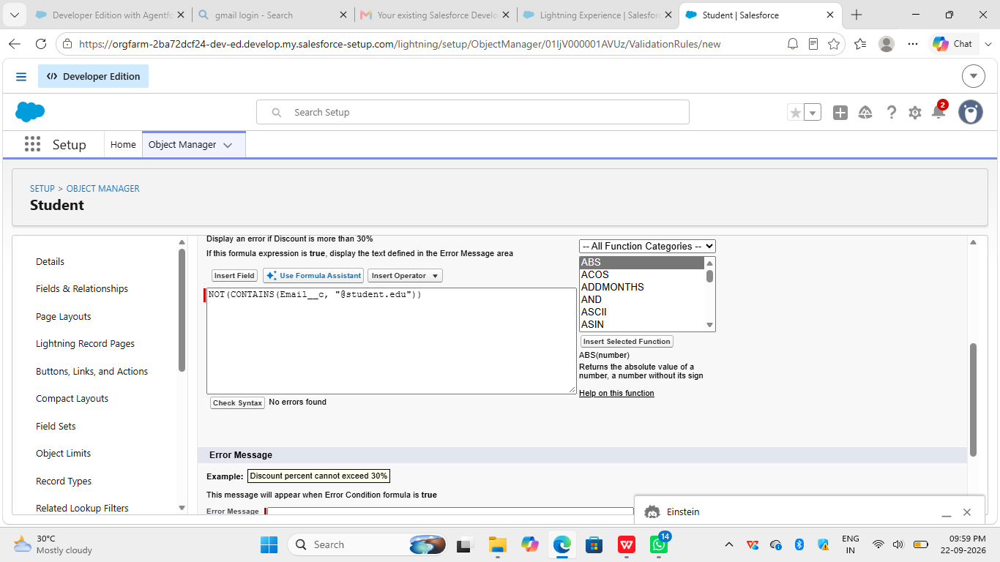 Developer Edition with Agentfo
gmail login - Search
Your existing Salesforce Develo
Lightning Experience | Salesforc
Student | Salesforce
https://orgfarm-2ba72dcf24-dev-ed.develop.my.salesforce-setup.com/lightning/setup/ObjectManager/01IjV000001AVUz/ValidationRules/new
Chat
Developer Edition
Search Setup
2
Setup
Home
Object Manager
SETUP > OBJECT MANAGER
Student
Details
Fields & Relationships
Page Layouts
Lightning Record Pages
Buttons, Links, and Actions
Compact Layouts
Field Sets
Object Limits
Record Types
Related Lookup Filters
Display an error if Discount is more than 30%
If this formula expression is true, display the text defined in the Error Message area
Insert Field
Use Formula Assistant
Insert Operator
NOT(CONTAINS(Email__c, "@student.edu"))
Check Syntax
No errors found
-- All Function Categories --
ABS
ACOS
ADDMONTHS
AND
ASCII
ASIN
Insert Selected Function
ABS(number)
Returns the absolute value of a
number, a number without its sign
Help on this function
Error Message
Example:
Discount percent cannot exceed 30%
This message will appear when Error Condition formula is true
Error Message
Einstein
30°C
Mostly cloudy
Search
14
ENG
IN
09:59 PM
22-09-2026